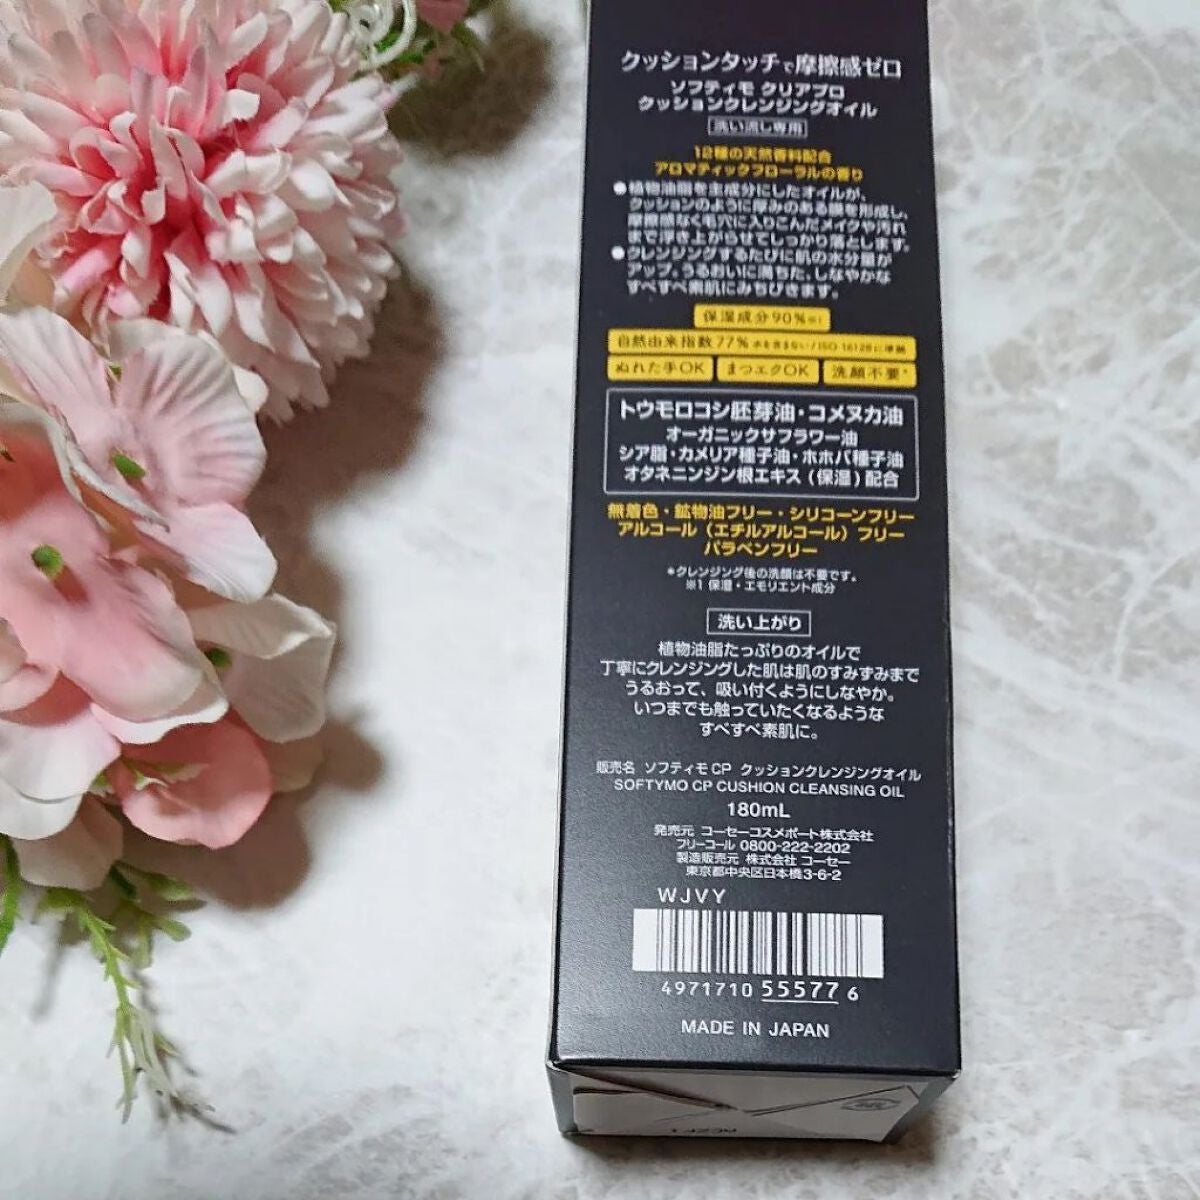 クッションタッチで摩擦感ゼロ
ソフティモ クリアプロ
クッションクレンジングオイル
洗い流し専用
12種の天然香料配合
アロマティックフローラルの香り
●植物油脂を主成分にしたオイルが、
クッションのように厚みのある膜を形成し、
摩擦感なく毛穴に入りこんだメイクや汚れ
まで浮き上がらせてしっかり落とします。
●クレンジングするたびに肌の水分量が
アップ。うるおいに満ちた、しなやかな
すべすべ素肌にみちびきます。
保湿成分90%※1
自然由来指数77% 水を含まない/ISO 16128に準拠
ぬれた手OK まつエクOK 洗顔不要*
トウモロコシ胚芽油・コメヌカ油
オーガニックサフラワー油
シア脂・カメリア種子油・ホホバ種子油
オタネニンジン根エキス(保湿)配合
無着色・鉱物油フリー・シリコーンフリー
アルコール(エチルアルコール)フリー
パラベンフリー
*クレンジング後の洗顔は不要です。
※1 保湿・エモリエント成分
洗い上がり
植物油脂たっぷりのオイルで
丁寧にクレンジングした肌は肌のすみずみまで
うるおって、吸い付くようにしなやか。
いつまでも触っていたくなるような
すべすべ素肌に。
販売名 ソフティモCP クッションクレンジングオイル
SOFTYMO CP CUSHION CLEANSING OIL
180mL
発売元 コーセーコスメポート株式会社
フリーコール 0800-222-2202
製造販売元 株式会社 コーセー
東京都中央区日本橋3-6-2
WJVY
4971710 555776
MADE IN JAPAN